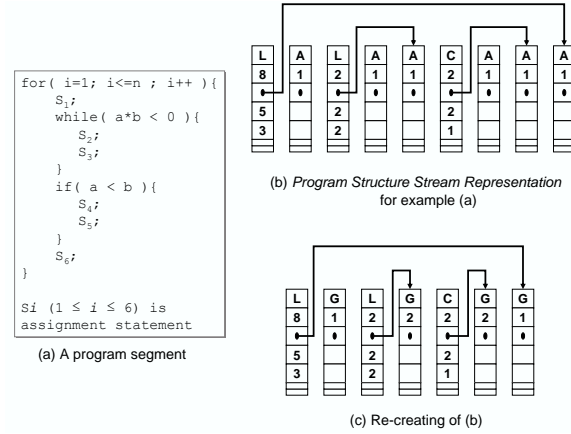 for( i=1; i<=n ; i++ ){
S1;
while( a*b < 0 ){
S2;
S3;
}
if( a < b ){
S4;
S5;
}
S6;
}
Si (1 ≤ i ≤ 6) is
assignment statement
(a) A program segment
L A L A A C A A A
8 1 2 1 1 2 1 1 1
5 2 2
3 2 1
(b) Program Structure Stream Representation
for example (a)
L G L G C G G
8 1 2 2 2 2 1
5 2 2
3 2 1
(c) Re-creating of (b)